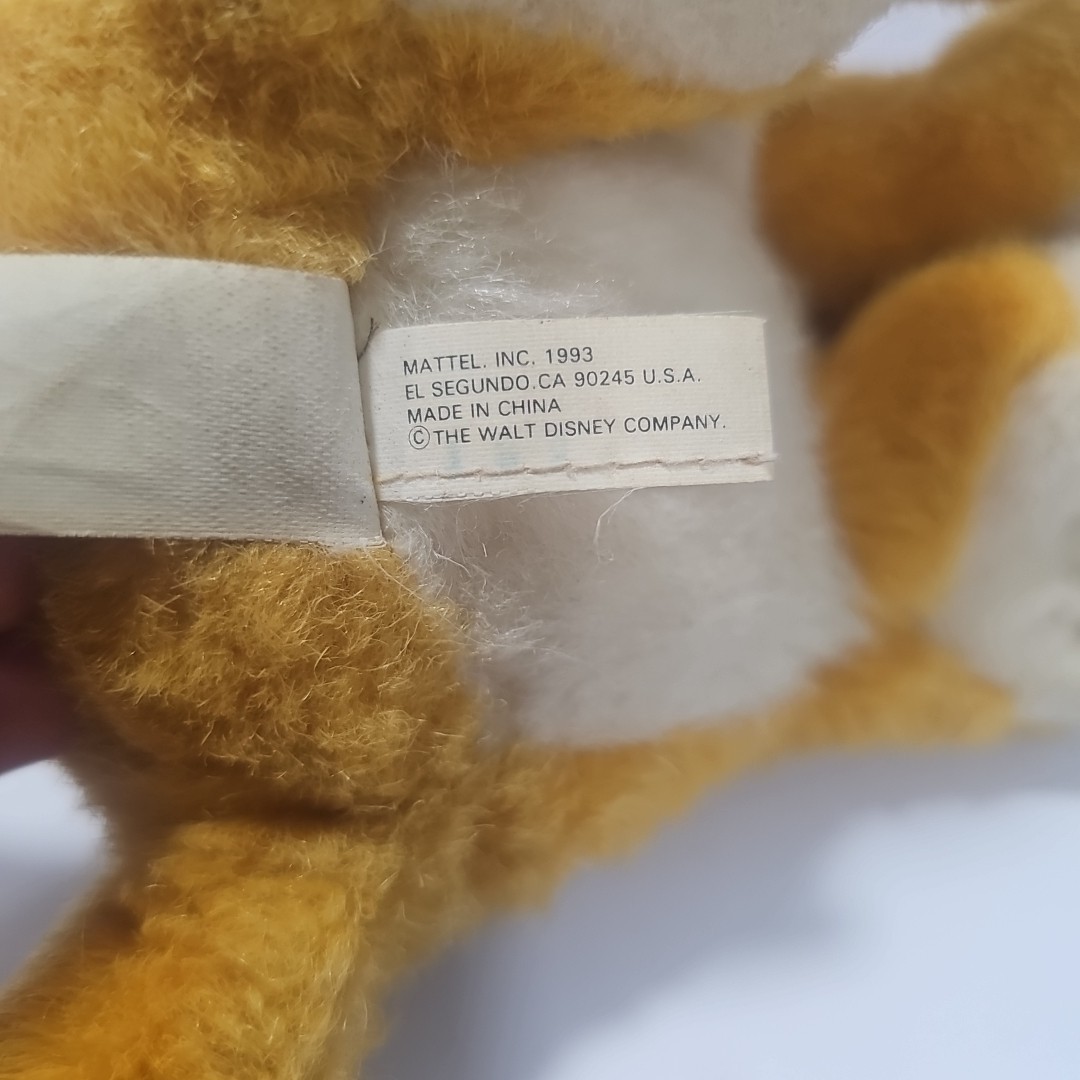 MATTEL. INC. 1993
EL SEGUNDO.CA 90245 U.S.A.
MADE IN CHINA
©THE WALT DISNEY COMPANY.